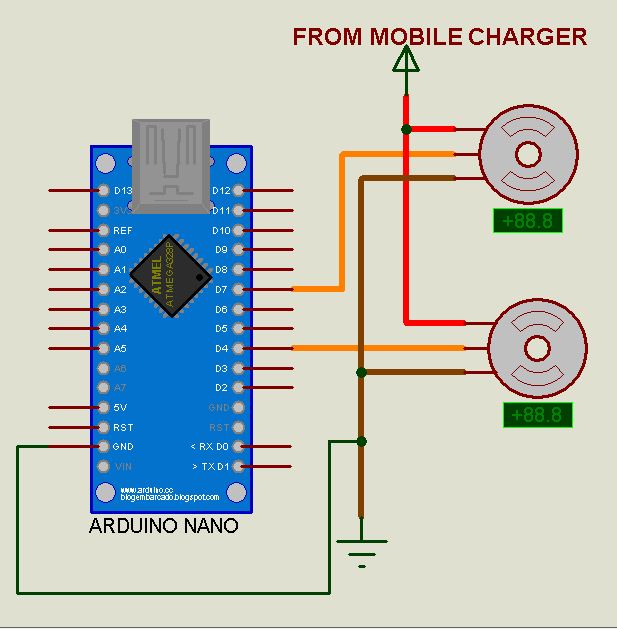 FROM MOBILE CHARGER
+88.8
+88.8
D13
3V3
REF
A0
A1
A2
A3
A4
A5
A6
A7
5V
RST
GND
VIN
D12
D11
D10
D9
D8
D7
D6
D5
D4
D3
D2
GND
RST
< RX D0
> TX D1
ATMEL
ATMEGA328P
www.arduino.cc
blogembarcado.blogspot.com
ARDUINO NANO